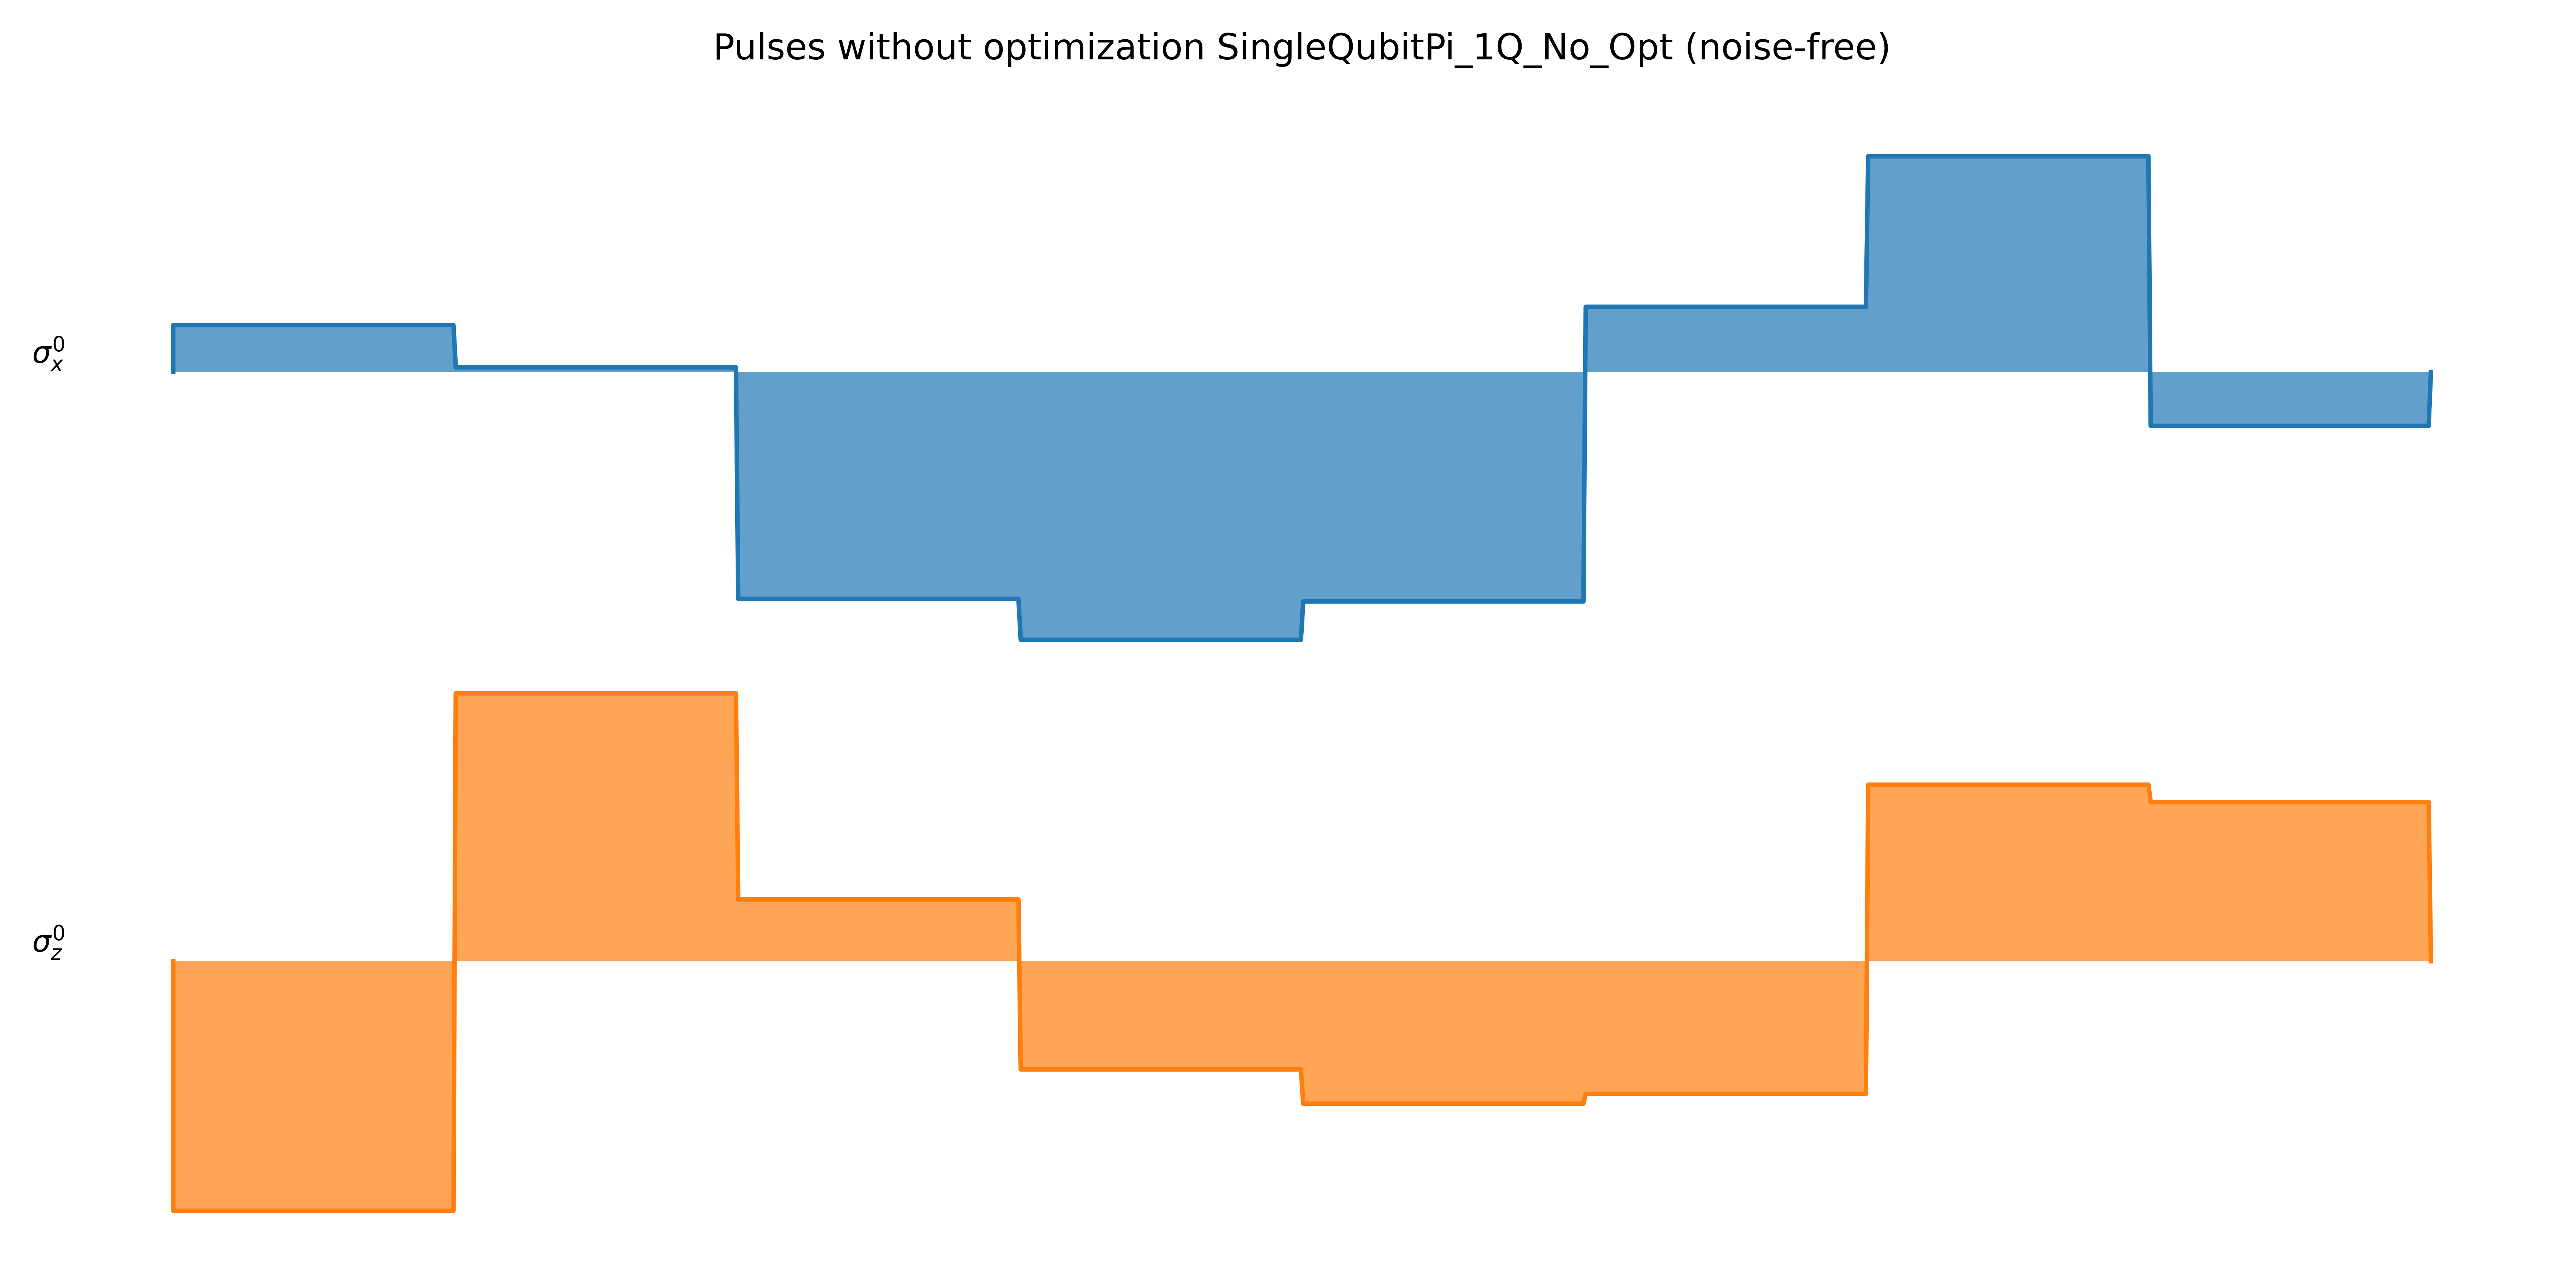 Pulses without optimization SingleQubitPi_1Q_No_Opt (noise-free)
σ_x^0
σ_z^0